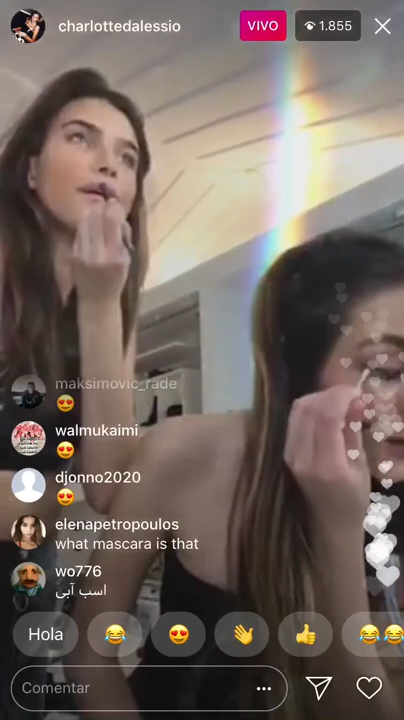 charlottedalessio
VIVO
1.855
maksimovic_rade
😍
walmukaimi
😍
djonno2020
😍
elenapetropoulos
what mascara is that
wo776
اسب آبی
Hola
😂
😍
👋
👍
😂😂
Comentar